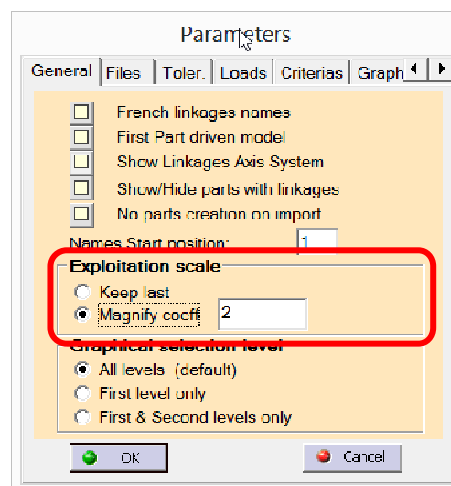 Parameters
General Files Toler. Loads Criterias Graph
French linkages names
First Part driven model
Show Linkages Axis System
Show/Hide parts with linkages
No parts creation on import
Names Start position: 1
Exploitation scale
Keep last
Magnify coeff 2
Graphical selection level
All levels (default)
First level only
First & Second levels only
OK Cancel